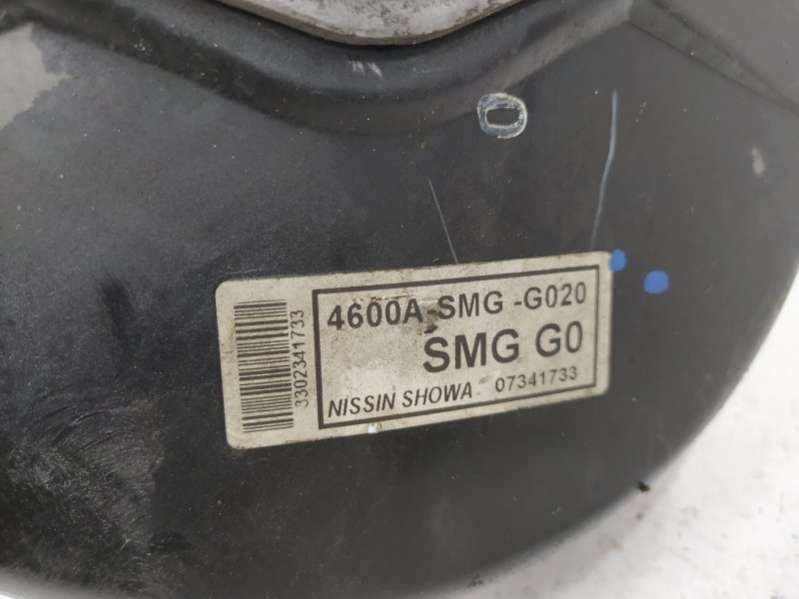 3302341733
4600A-SMG -G020
SMG G0
NISSIN SHOWA 07341733